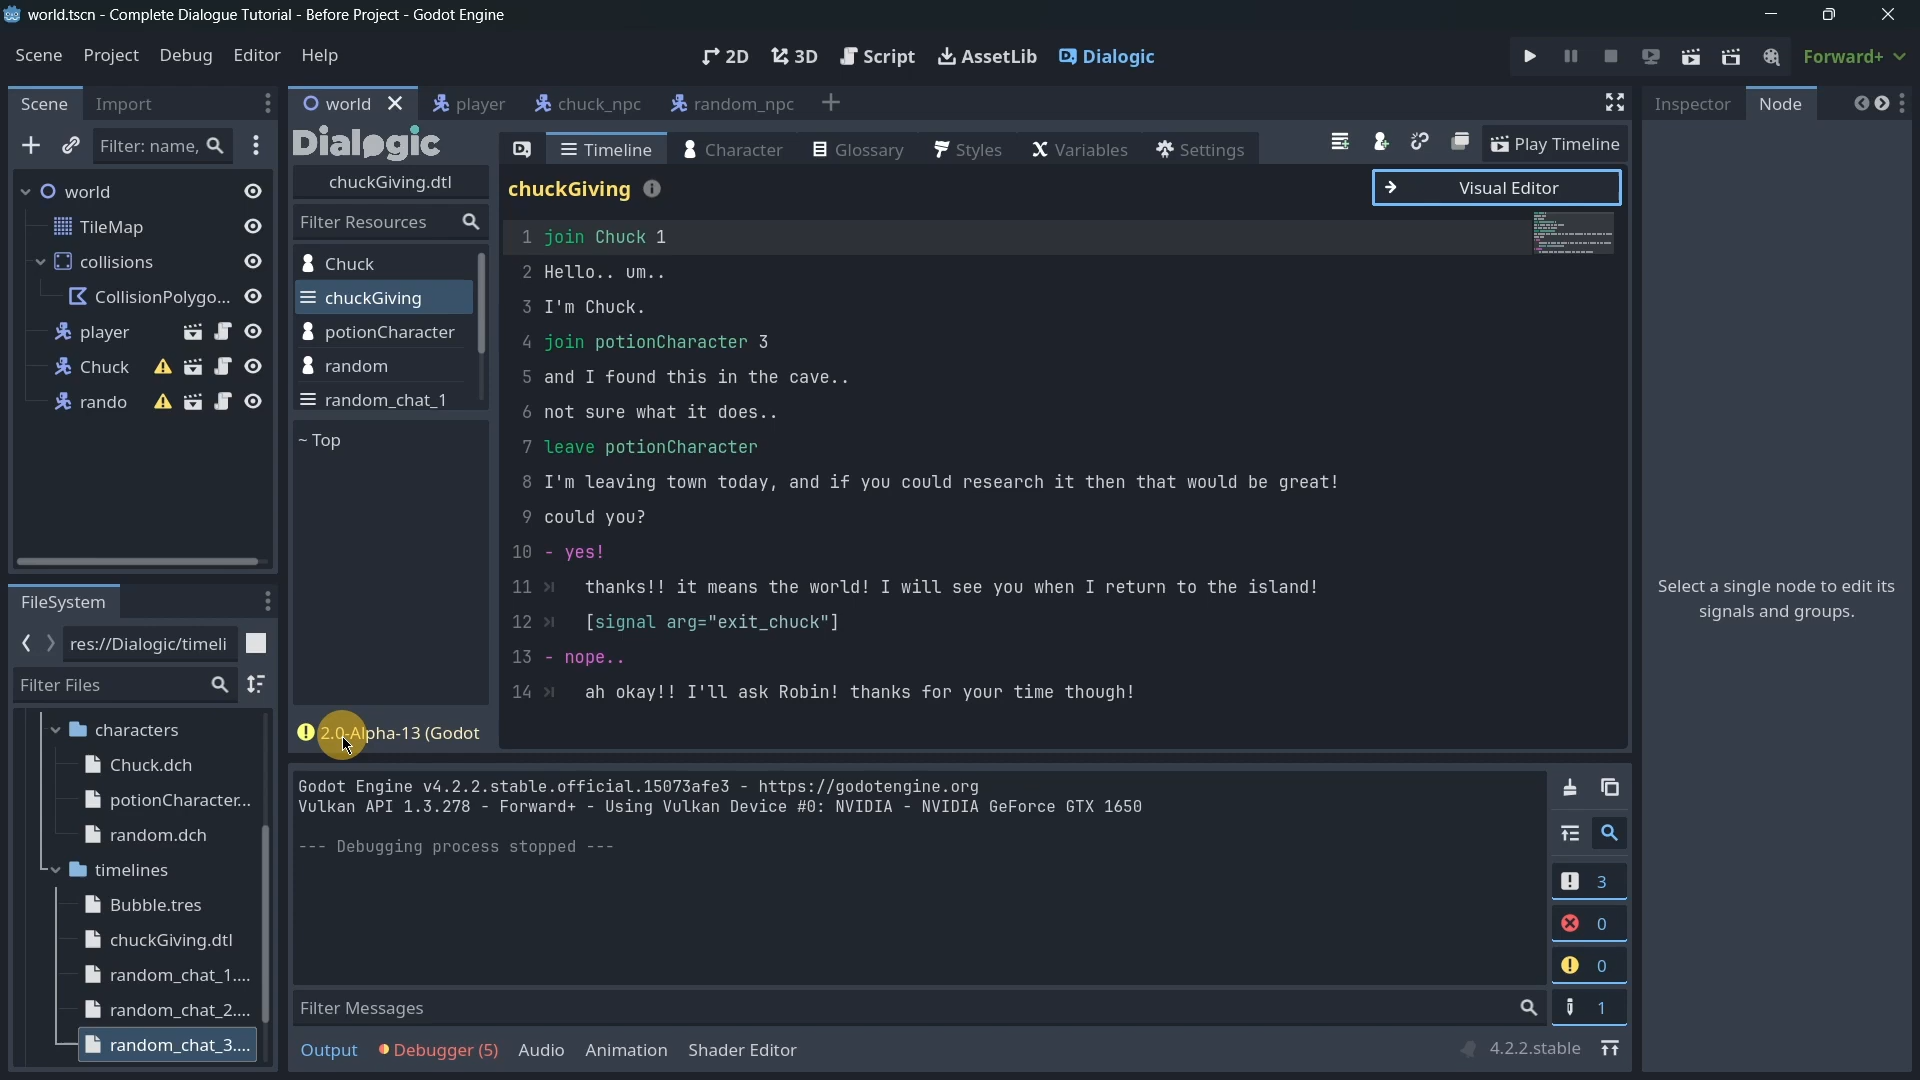 world.tscn - Complete Dialogue Tutorial - Before Project - Godot Engine
Scene Project Debug Editor Help
2D 3D Script AssetLib Dialogic
Forward+
Scene Import
Filter: name,
world
TileMap
collisions
CollisionPolygo...
player
Chuck
rando
FileSystem
res://Dialogic/timeli
Filter Files
characters
Chuck.dch
potionCharacter...
random.dch
timelines
Bubble.tres
chuckGiving.dtl
random_chat_1....
random_chat_2....
random_chat_3....
world player chuck_npc random_npc
Dialogic
chuckGiving.dtl
Filter Resources
Chuck
chuckGiving
potionCharacter
random
random_chat_1
~ Top
2.0-Alpha-13 (Godot
Timeline Character Glossary Styles Variables Settings
Play Timeline
chuckGiving
Visual Editor
1 join Chuck 1
2 Hello.. um..
3 I'm Chuck.
4 join potionCharacter 3
5 and I found this in the cave..
6 not sure what it does..
7 leave potionCharacter
8 I'm leaving town today, and if you could research it then that would be great!
9 could you?
10 - yes!
11 thanks!! it means the world! I will see you when I return to the island!
12 [signal arg="exit_chuck"]
13 - nope..
14 ah okay!! I'll ask Robin! thanks for your time though!
Godot Engine v4.2.2.stable.official.15073afe3 - https://godotengine.org
Vulkan API 1.3.278 - Forward+ - Using Vulkan Device #0: NVIDIA - NVIDIA GeForce GTX 1650
--- Debugging process stopped ---
3
0
0
1
Filter Messages
Output Debugger (5) Audio Animation Shader Editor
4.2.2.stable
Inspector Node
Select a single node to edit its
signals and groups.